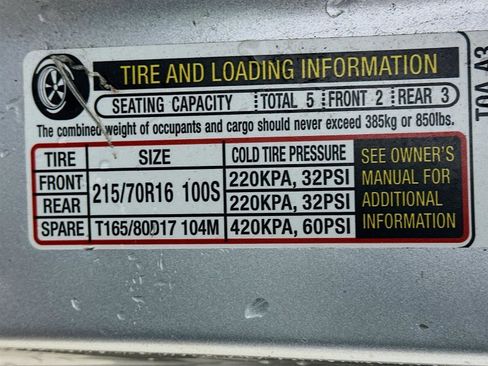 TIRE AND LOADING INFORMATION
SEATING CAPACITY TOTAL 5 FRONT 2 REAR 3
The combined weight of occupants and cargo should never exceed 385kg or 850lbs.
TIRE SIZE COLD TIRE PRESSURE
FRONT 215/70R16 100S 220KPA, 32PSI
REAR 220KPA, 32PSI
SPARE T165/80D17 104M 420KPA, 60PSI
SEE OWNER'S
MANUAL FOR
ADDITIONAL
INFORMATION
T0A A3